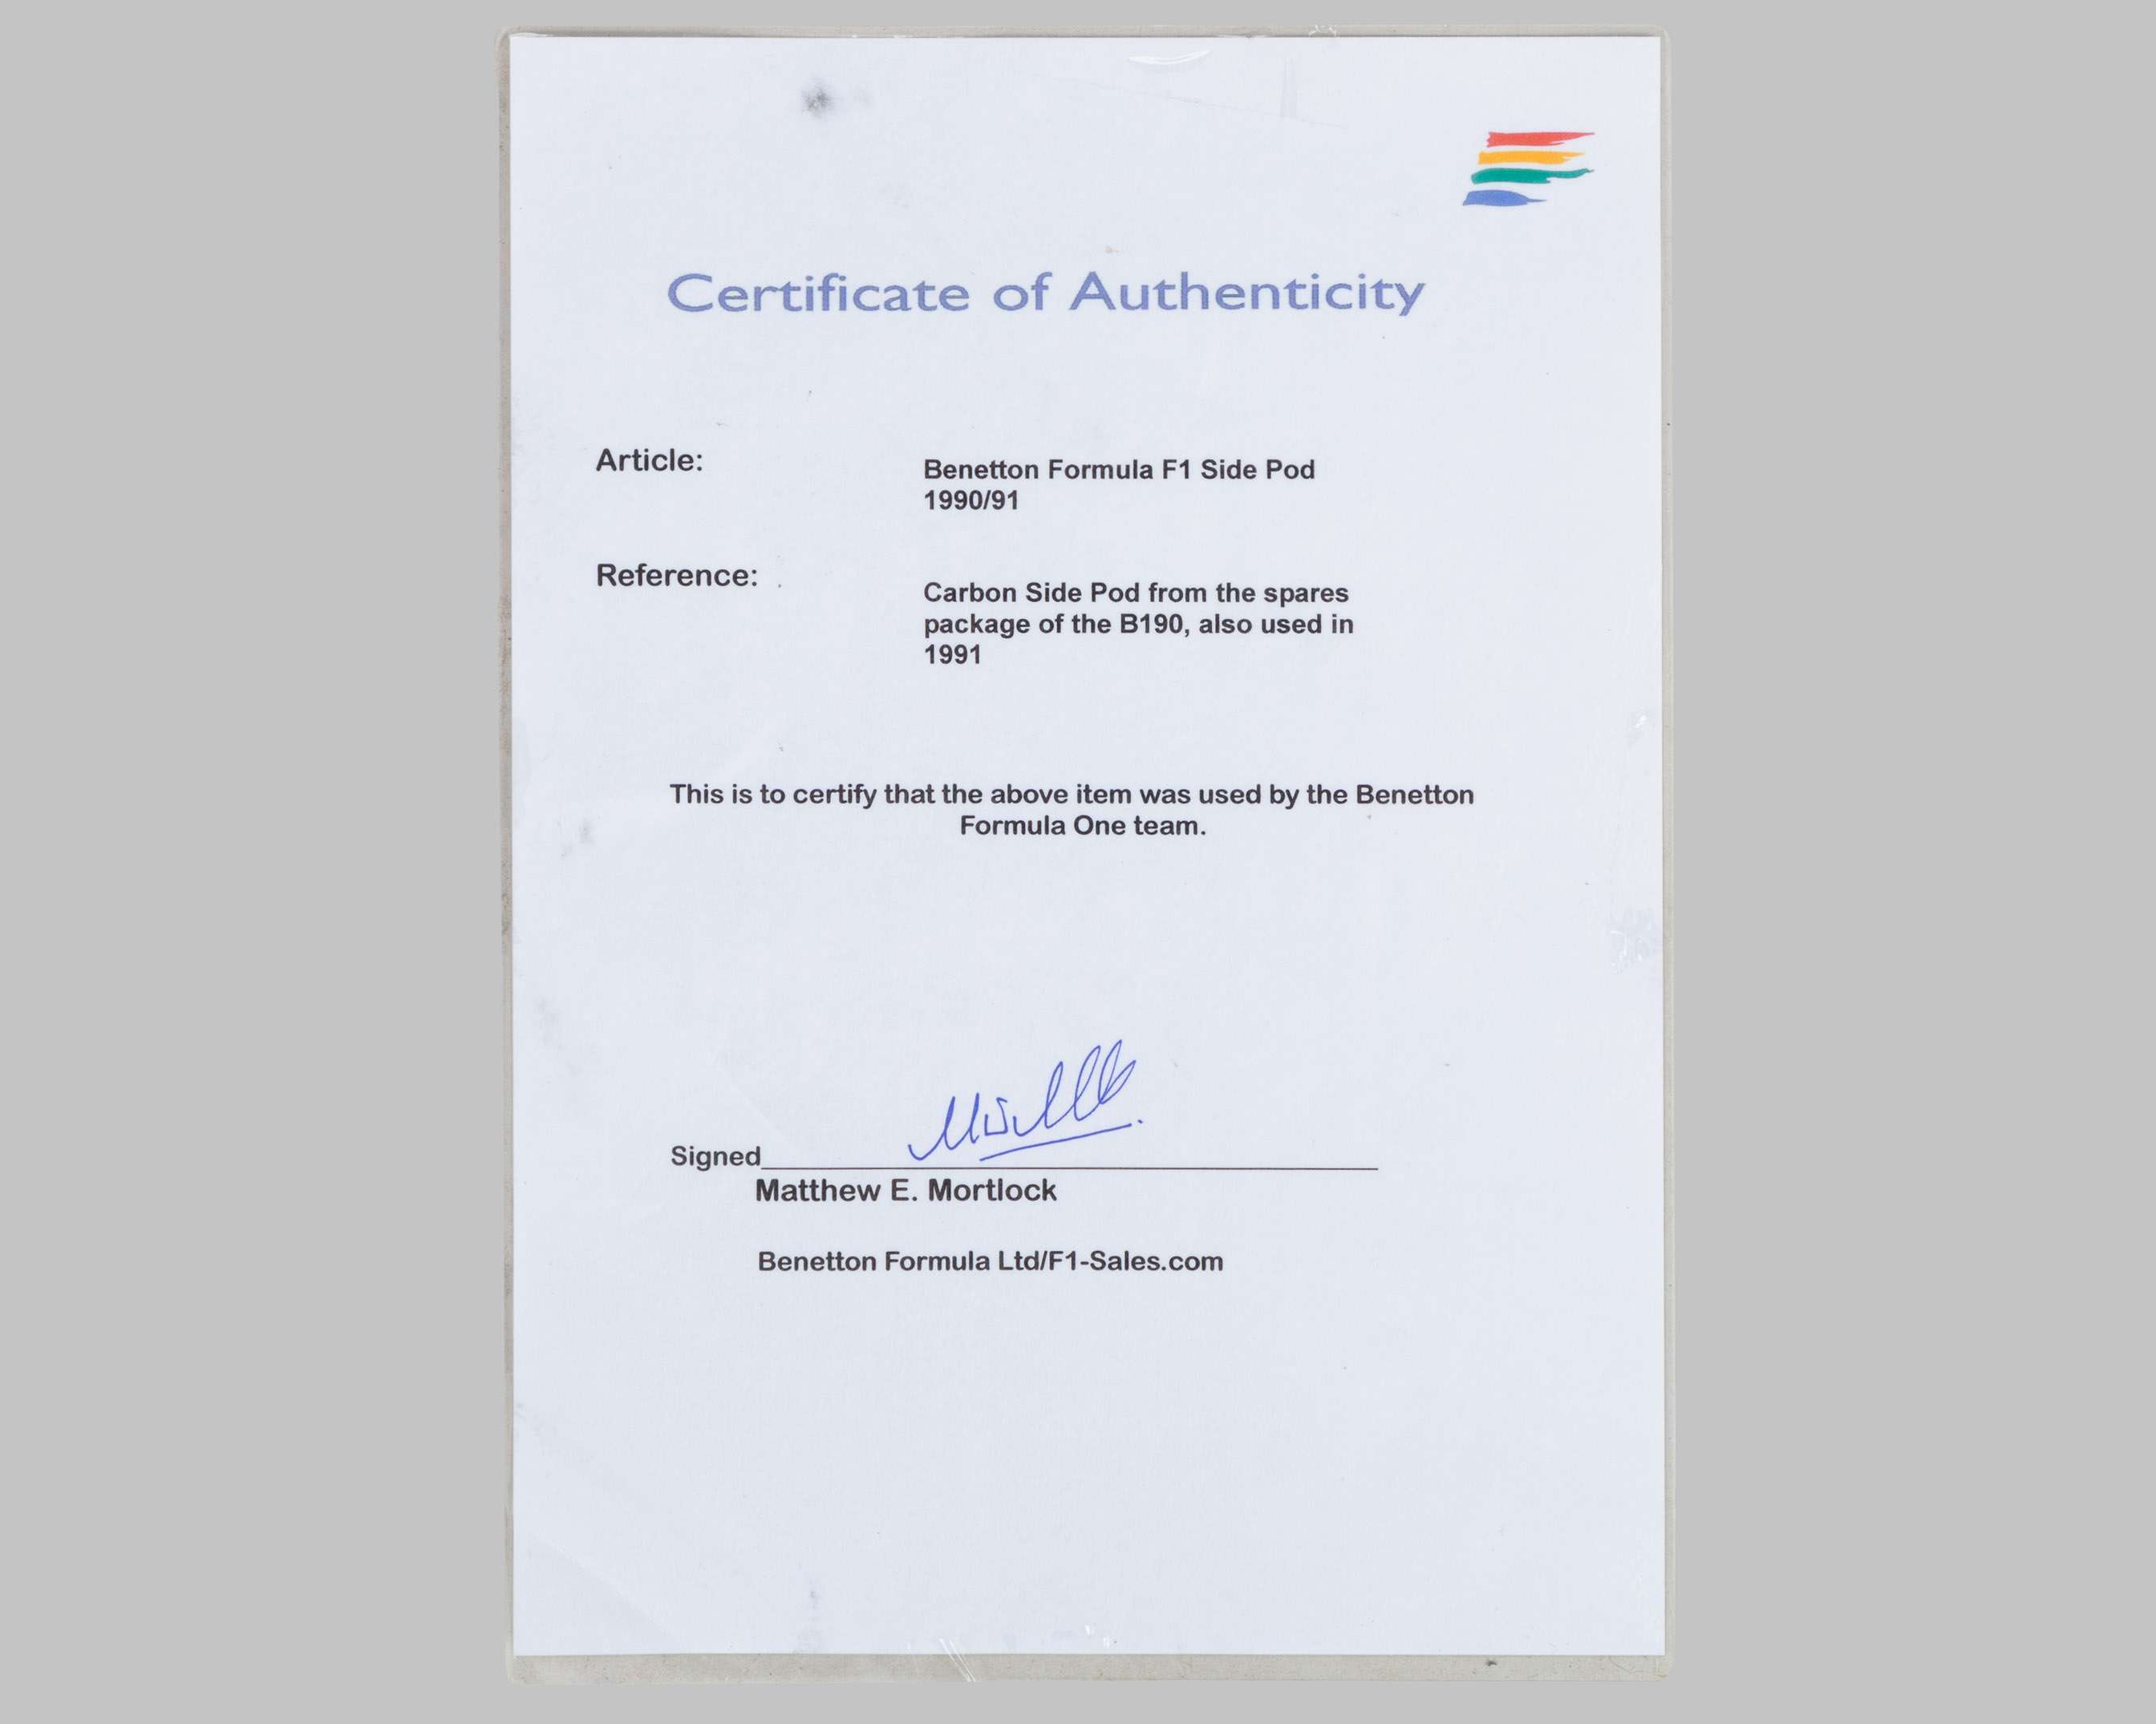 Certificate of Authenticity
Article:
Benetton Formula F1 Side Pod
1990/91
Reference:
Carbon Side Pod from the spares
package of the B190, also used in
1991
This is to certify that the above item was used by the Benetton
Formula One team.
Signed
Matthew E. Mortlock
Benetton Formula Ltd/F1-Sales.com